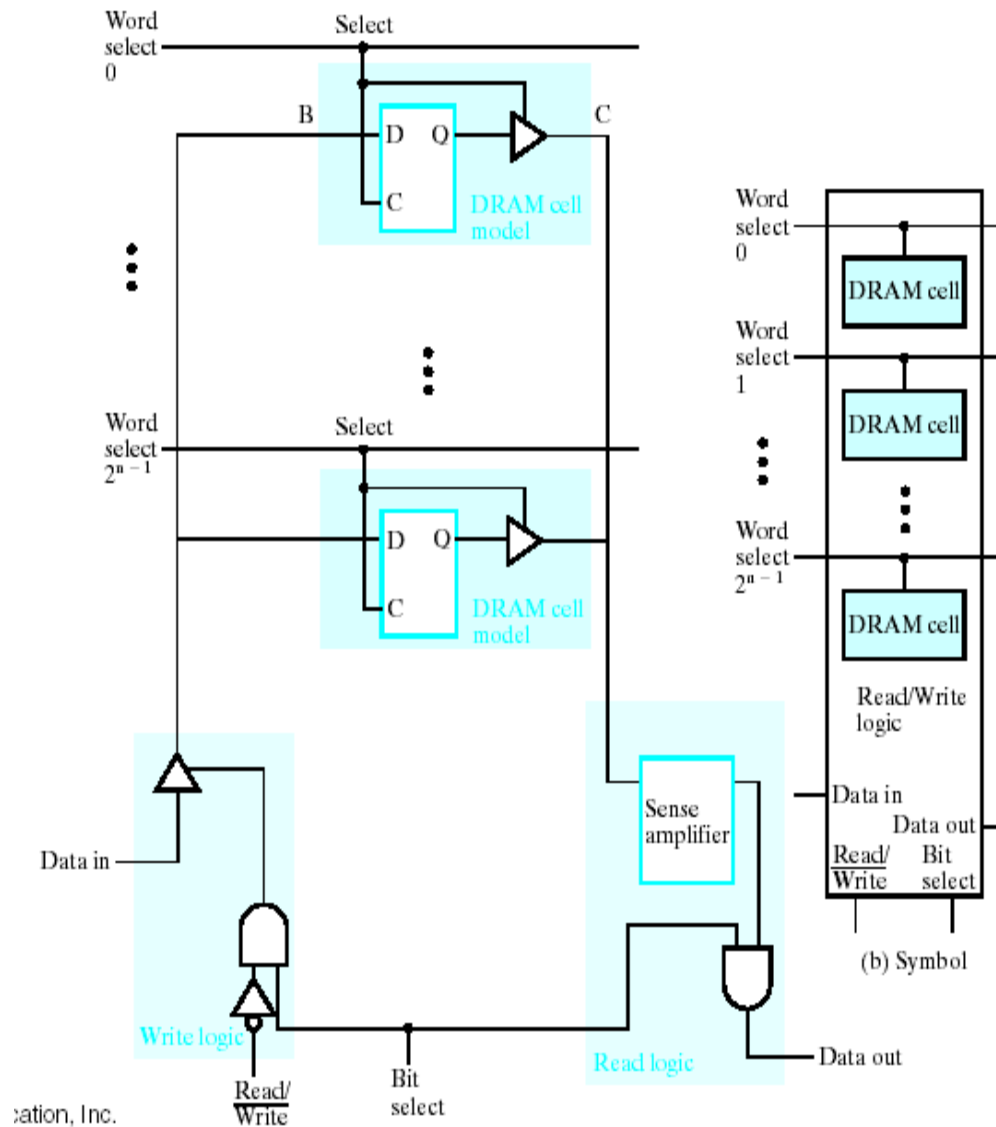 Word
select
0
Select
B
C
D
Q
C
DRAM cell
model
Word
select
2ⁿ⁻¹
Select
D
Q
C
DRAM cell
model
Data in
Write logic
Read/
Write
Bit
select
Sense
amplifier
Read logic
Data out
Word
select
0
DRAM cell
Word
select
1
DRAM cell
Word
select
2ⁿ⁻¹
DRAM cell
Read/Write
logic
Data in
Data out
Read/
Write
Bit
select
(b) Symbol
cation, Inc.